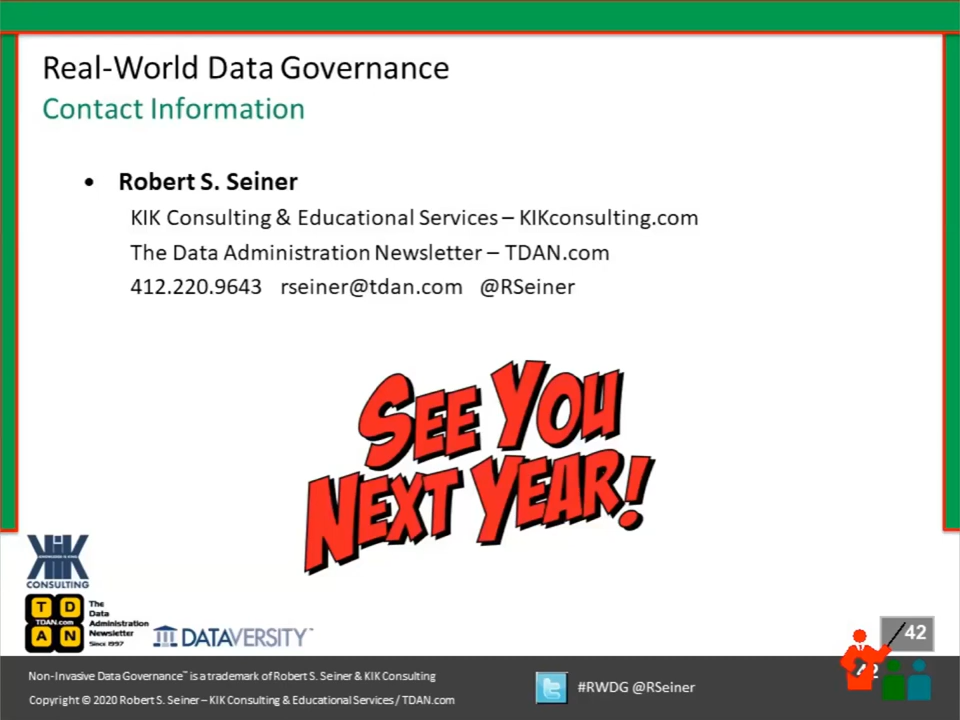 Real-World Data Governance
Contact Information
• Robert S. Seiner
KIK Consulting & Educational Services – KIKconsulting.com
The Data Administration Newsletter – TDAN.com
412.220.9643 rseiner@tdan.com @RSeiner
SEE YOU
NEXT YEAR!
KIK
CONSULTING
T D
TDAN.com
A N
The
Data
Administration
Newsletter
Since 1997
DATAVERSITY™
42
42
Non-Invasive Data Governance™ is a trademark of Robert S. Seiner & KIK Consulting
#RWDG @RSeiner
Copyright © 2020 Robert S. Seiner – KIK Consulting & Educational Services / TDAN.com